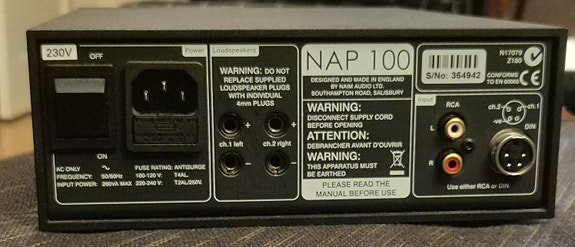 230V
OFF
Power
ON
AC ONLY
FREQUENCY: 50/60Hz
INPUT POWER: 260VA MAX
FUSE RATING: ANTISURGE
100-120 V: T4AL.
220-240 V: T2AL/250V.
Loudspeakers
WARNING: DO NOT
REPLACE SUPPLIED
LOUDSPEAKER PLUGS
WITH INDIVIDUAL
4mm PLUGS
+ +
ch.1 left ch.2 right
- -
NAP 100
DESIGNED AND MADE IN ENGLAND
BY NAIM AUDIO LTD.
SOUTHAMPTON ROAD, SALISBURY
WARNING:
DISCONNECT SUPPLY CORD
BEFORE OPENING
ATTENTION:
DEBRANCHER AVANT D'OUVRIR
WARNING:
THIS APPARATUS MUST
BE EARTHED
PLEASE READ THE
MANUAL BEFORE USE
S/No: 354942
N17079
Z180
CONFORMS
TO EN 60065
CE
Input
RCA
L
R
ch.2 ch.1
-ve
DIN
Use either RCA or DIN